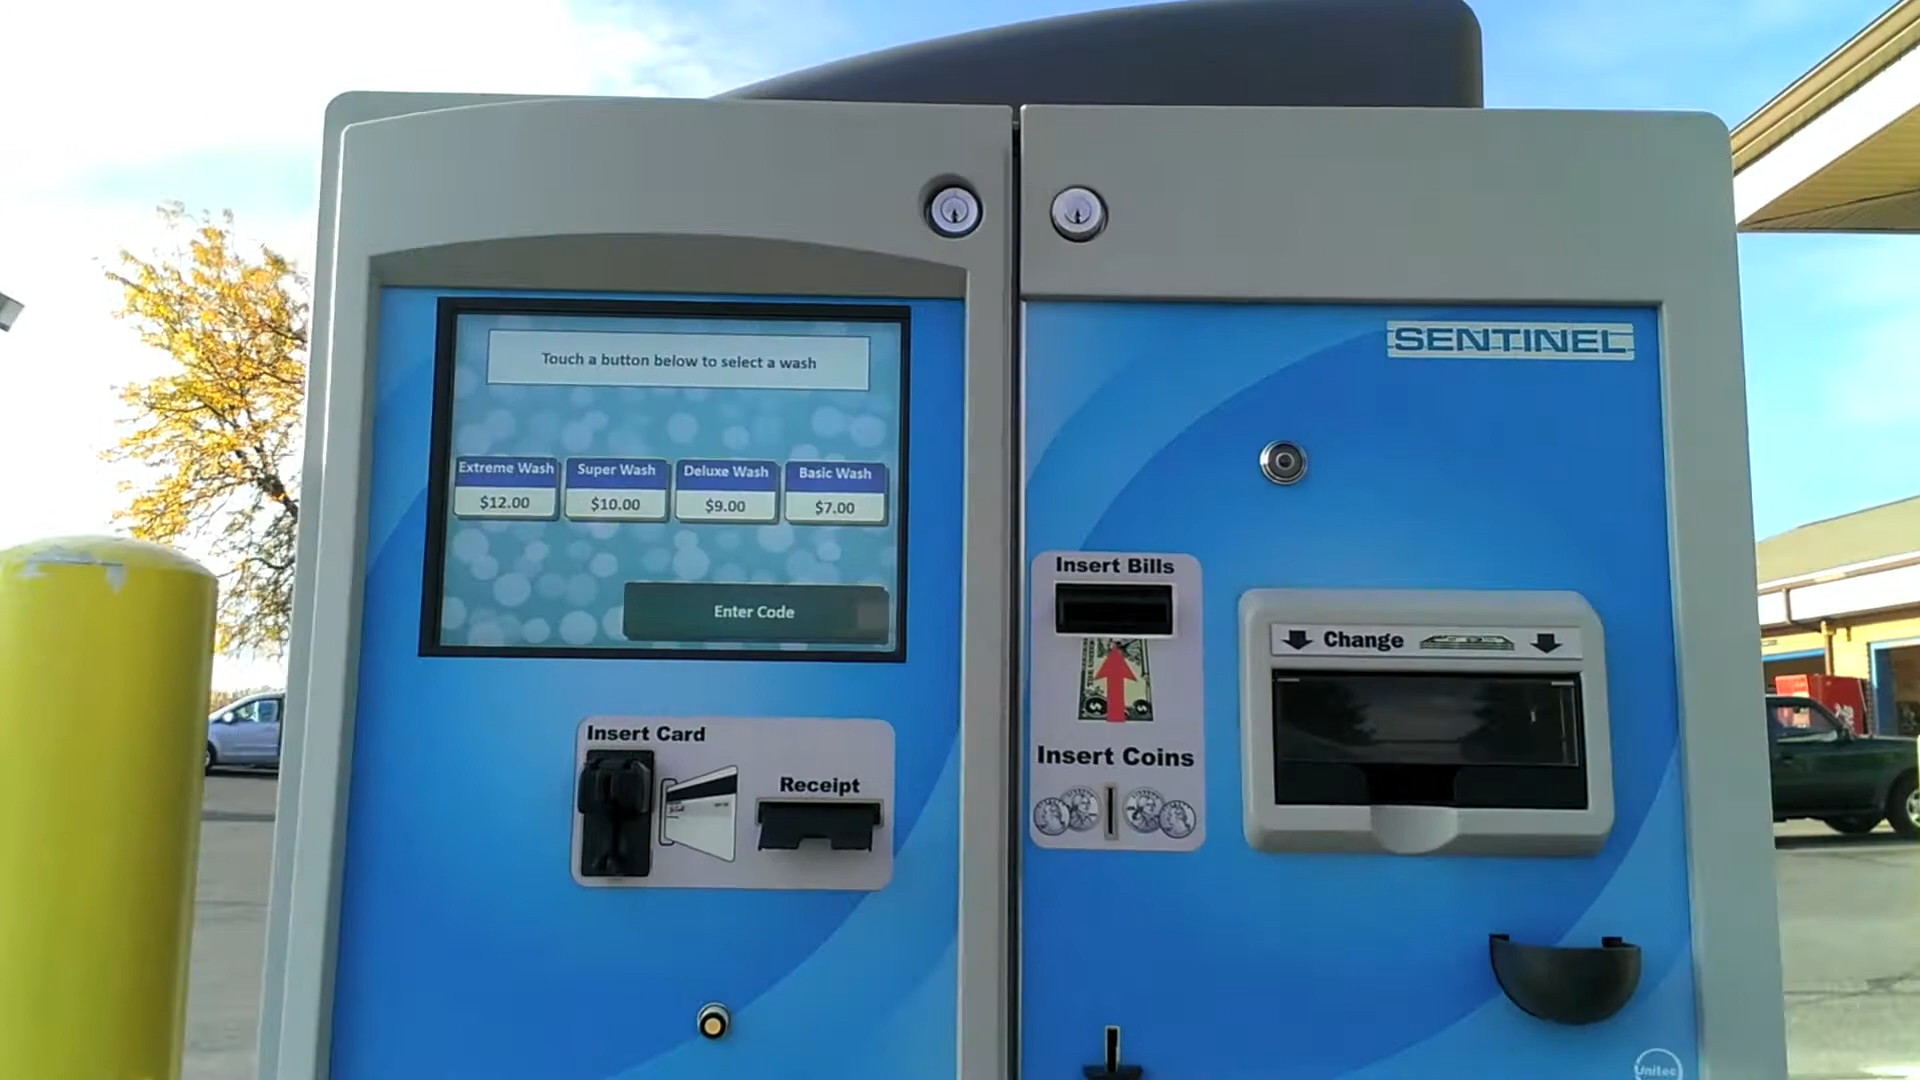 Touch a button below to select a wash
Extreme Wash
$12.00
Super Wash
$10.00
Deluxe Wash
$9.00
Basic Wash
$7.00
Enter Code
Insert Card
Receipt
SENTINEL
Insert Bills
Insert Coins
Change
Unitec